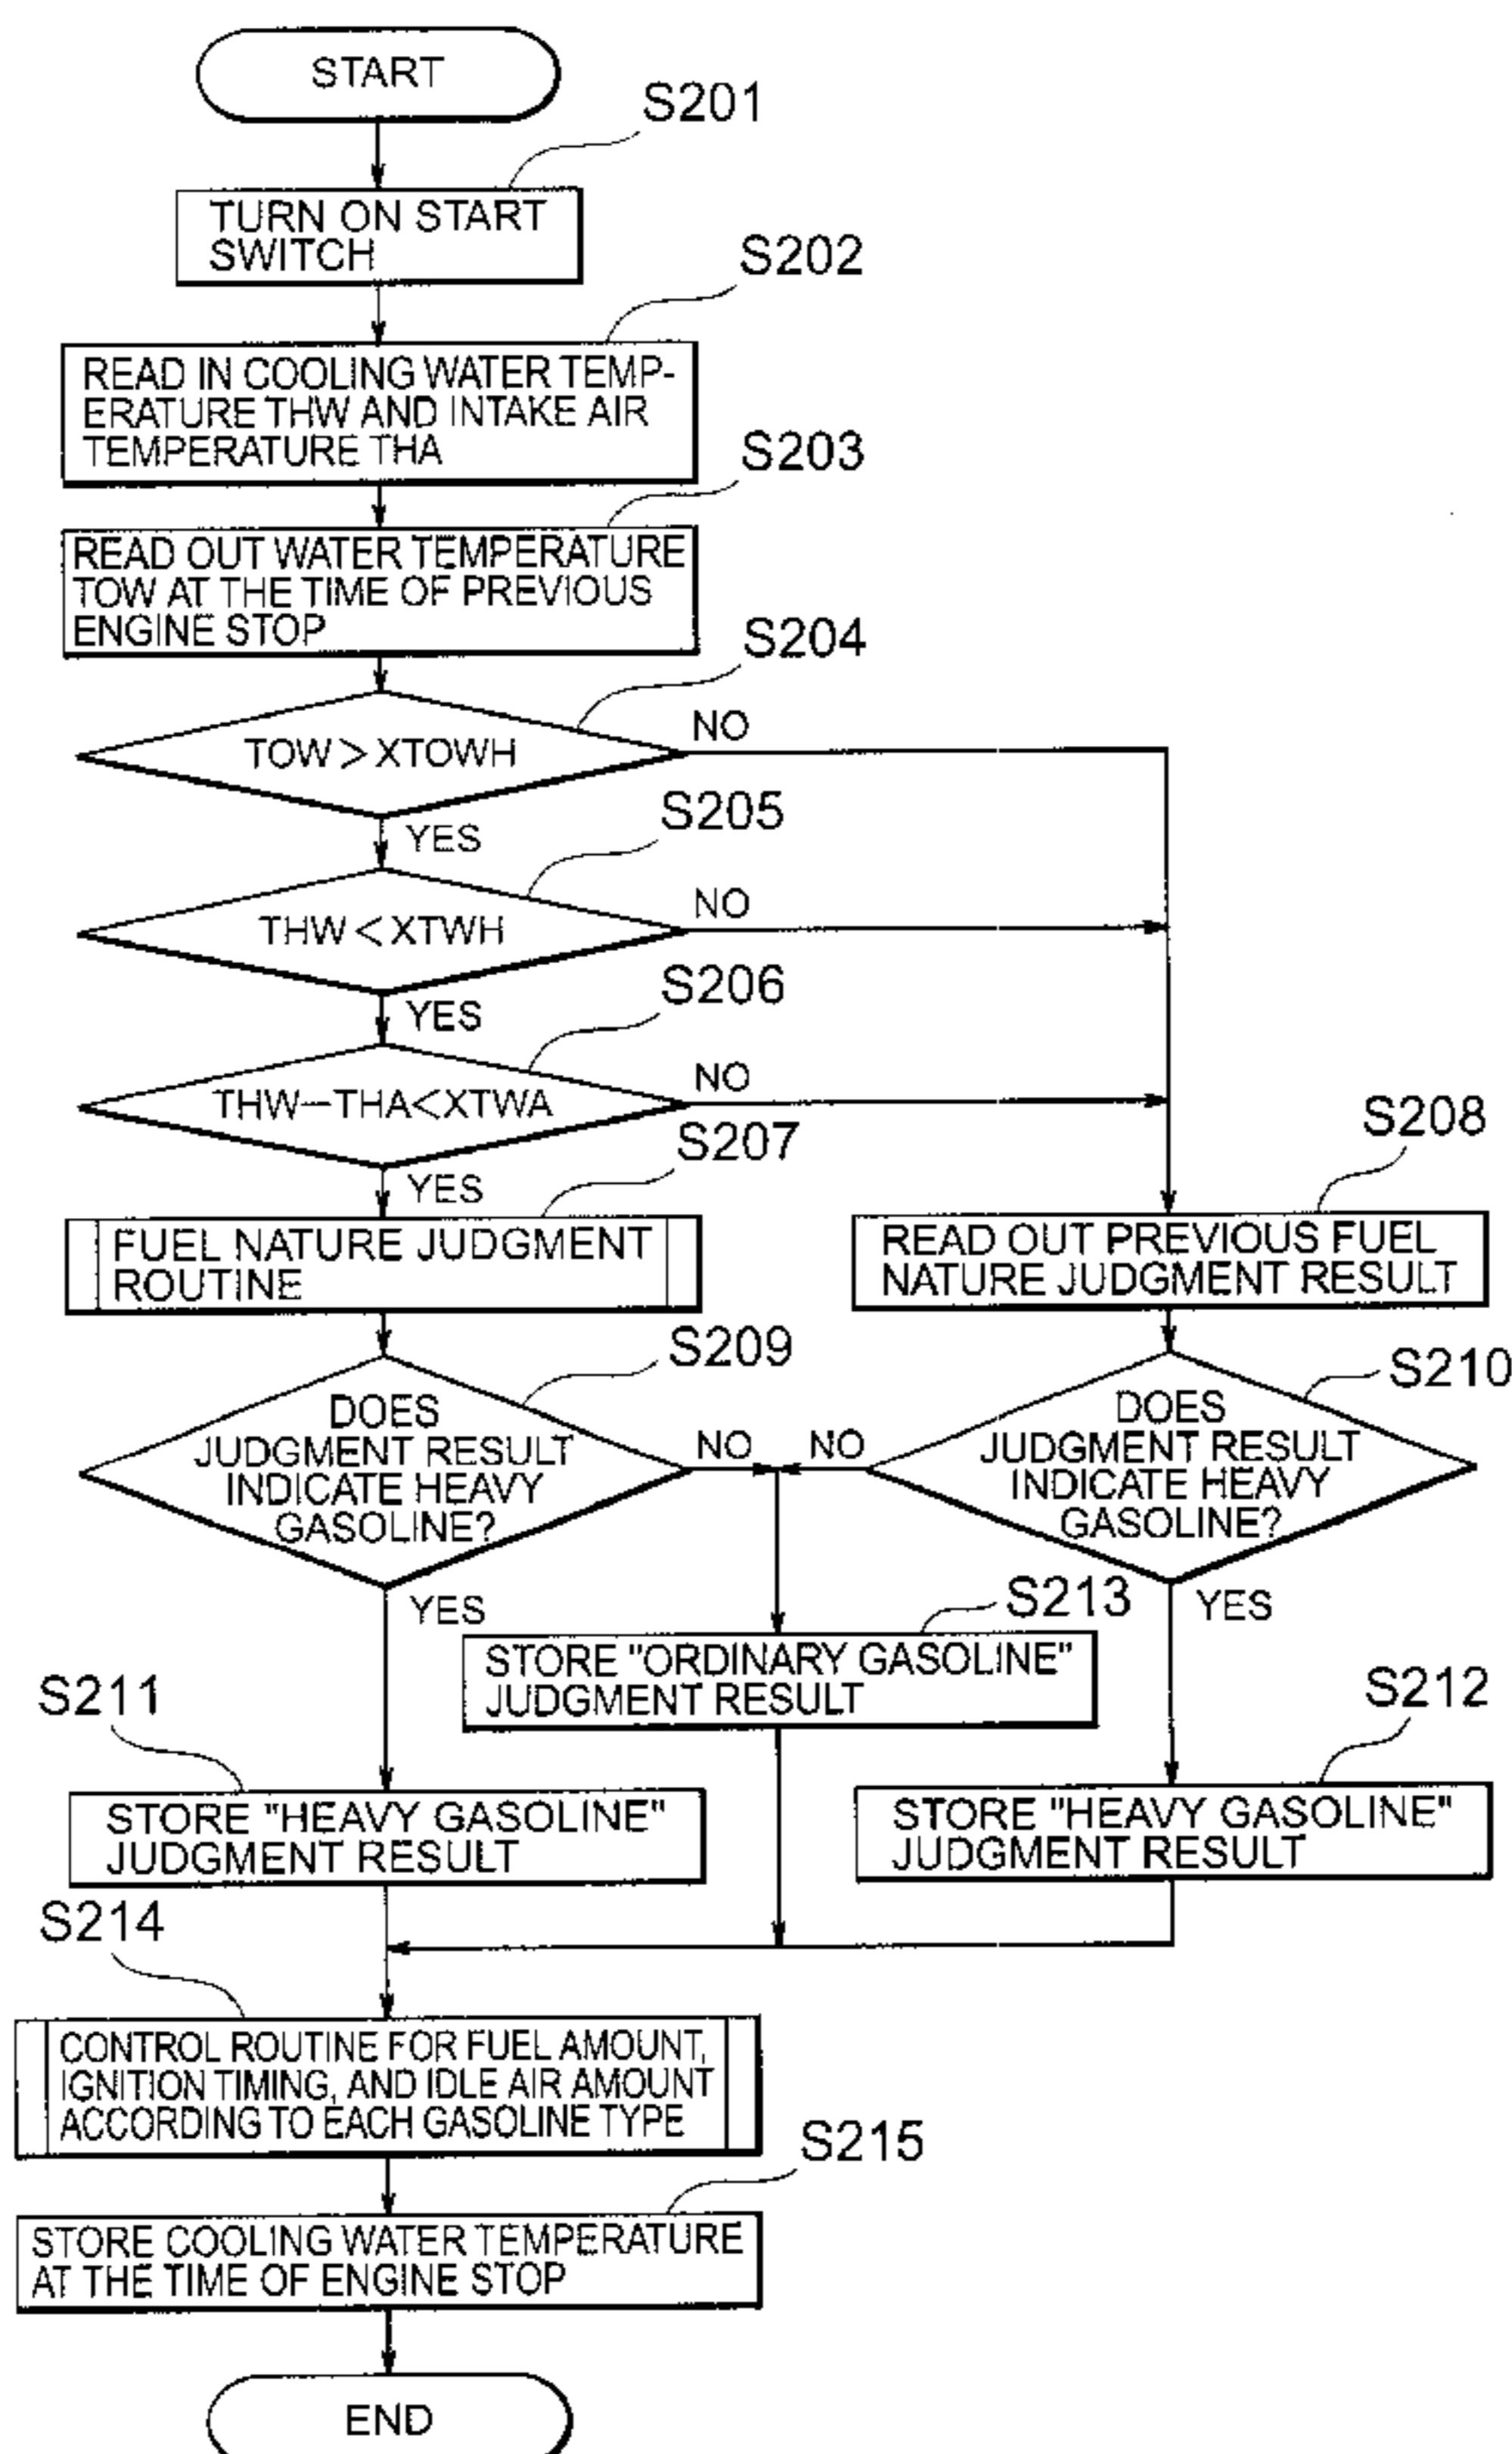 START
S201
TURN ON START
SWITCH
S202
READ IN COOLING WATER TEMP-
ERATURE THW AND INTAKE AIR
TEMPERATURE THA
S203
READ OUT WATER TEMPERATURE
TOW AT THE TIME OF PREVIOUS
ENGINE STOP
S204
TOW > XTOWH
NO
YES
S205
THW < XTWH
NO
YES
S206
THW-THA<XTWA
NO
YES
S207
FUEL NATURE JUDGMENT
ROUTINE
S208
READ OUT PREVIOUS FUEL
NATURE JUDGMENT RESULT
S209
DOES
JUDGMENT RESULT
INDICATE HEAVY
GASOLINE?
NO
YES
S210
DOES
JUDGMENT RESULT
INDICATE HEAVY
GASOLINE?
NO
YES
S213
STORE "ORDINARY GASOLINE"
JUDGMENT RESULT
S211
STORE "HEAVY GASOLINE"
JUDGMENT RESULT
S212
STORE "HEAVY GASOLINE"
JUDGMENT RESULT
S214
CONTROL ROUTINE FOR FUEL AMOUNT,
IGNITION TIMING, AND IDLE AIR AMOUNT
ACCORDING TO EACH GASOLINE TYPE
S215
STORE COOLING WATER TEMPERATURE
AT THE TIME OF ENGINE STOP
END